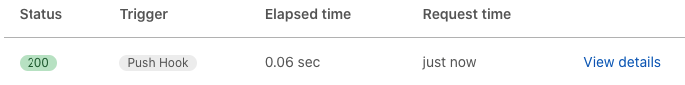 Status Trigger Elapsed time Request time
200 Push Hook 0.06 sec just now View details